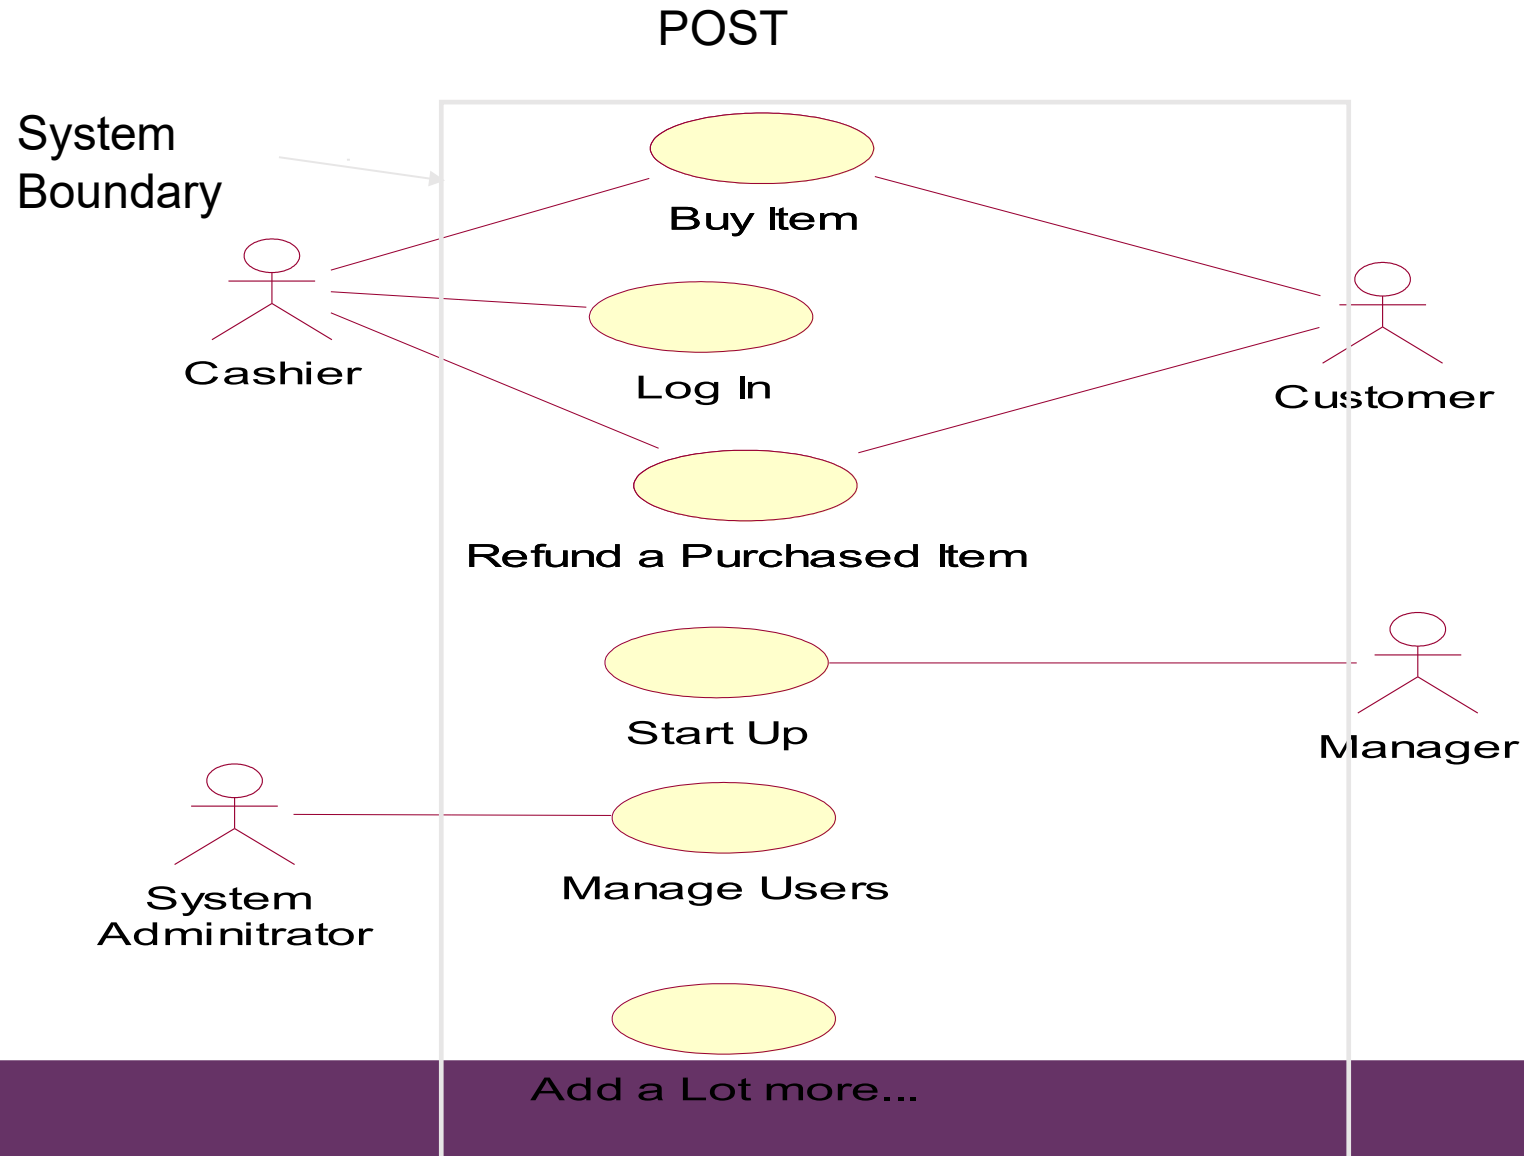 POST
System
Boundary
Buy Item
Cashier
Log In
Customer
Refund a Purchased Item
Start Up
Manager
Manage Users
System
Adminitrator
Add a Lot more...